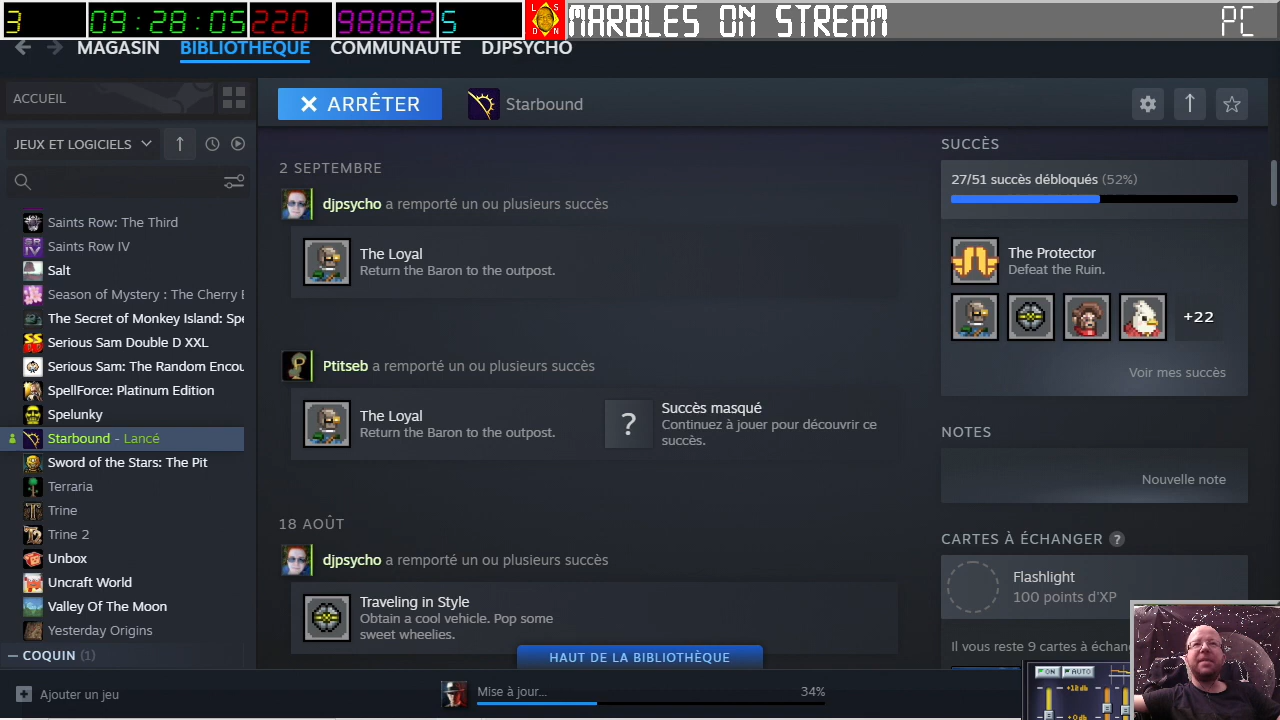 3 09:28:05 220 98882 5 MARBLES ON STREAM PC
MAGASIN BIBLIOTHEQUE COMMUNAUTÉ DJPSYCHO
ACCUEIL
JEUX ET LOGICIELS
Saints Row: The Third
Saints Row IV
Salt
Season of Mystery : The Cherry B
The Secret of Monkey Island: Spe
Serious Sam Double D XXL
Serious Sam: The Random Encou
SpellForce: Platinum Edition
Spelunky
Starbound - Lancé
Sword of the Stars: The Pit
Terraria
Trine
Trine 2
Unbox
Uncraft World
Valley Of The Moon
Yesterday Origins
COQUIN (1)
Ajouter un jeu
ARRÊTER
Starbound
2 SEPTEMBRE
djpsycho a remporté un ou plusieurs succès
The Loyal
Return the Baron to the outpost.
Ptitseb a remporté un ou plusieurs succès
The Loyal
Return the Baron to the outpost.
?
Succès masqué
Continuez à jouer pour découvrir ce
succès.
18 AOÛT
djpsycho a remporté un ou plusieurs succès
Traveling in Style
Obtain a cool vehicle. Pop some
sweet wheelies.
HAUT DE LA BIBLIOTHÈQUE
Mise à jour... 34%
SUCCÈS
27/51 succès débloqués (52%)
The Protector
Defeat the Ruin.
+22
Voir mes succès
NOTES
Nouvelle note
CARTES À ÉCHANGER ?
Flashlight
100 points d'XP
Il vous reste 9 cartes à échan
ON AUTO
+12db
+0db